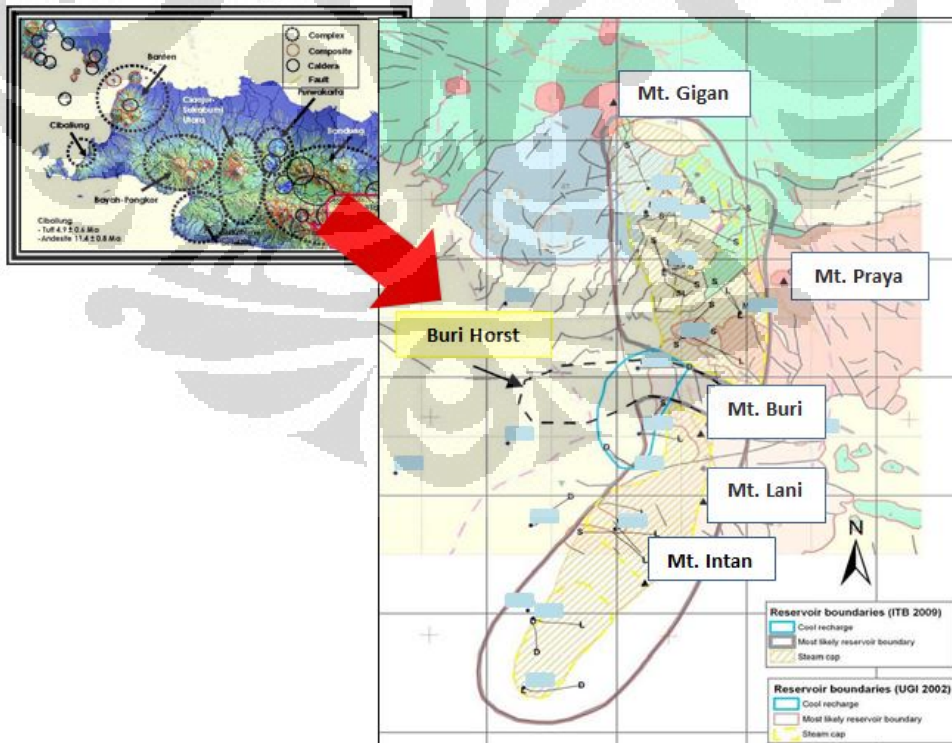 Complex
Composite
Caldera
Fault
Banten
Purwakarta
Cianjur-
Sukabumi
Utara
Bandung
Cibaliung
Bayah-Pongkor
Cibaliung
- Tuff 4.9 ± 0.6 Ma
- Andesite 11.4 ± 0.8 Ma
Mt. Gigan
Mt. Praya
Buri Horst
Mt. Buri
Mt. Lani
Mt. Intan
N
Reservoir boundaries (ITB 2009)
Cool recharge
Most likely reservoir boundary
Steam cap
Reservoir boundaries (UGI 2002)
Cool recharge
Most likely reservoir boundary
Steam cap